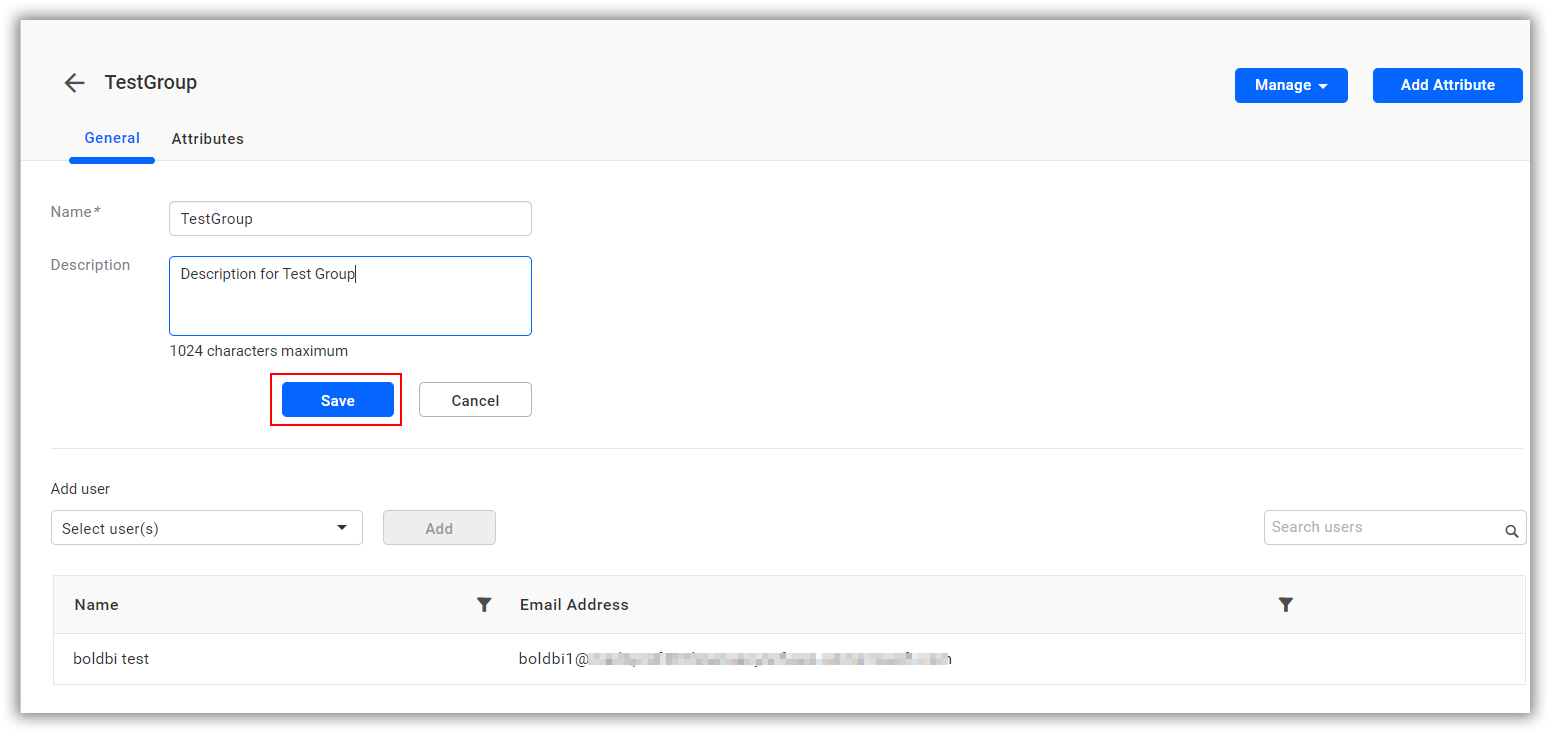 TestGroup
Manage
Add Attribute
General
Attributes
Name*
TestGroup
Description
Description for Test Group
1024 characters maximum
Save
Cancel
Add user
Select user(s)
Add
Search users
Name
Email Address
boldbi test
boldbi1@